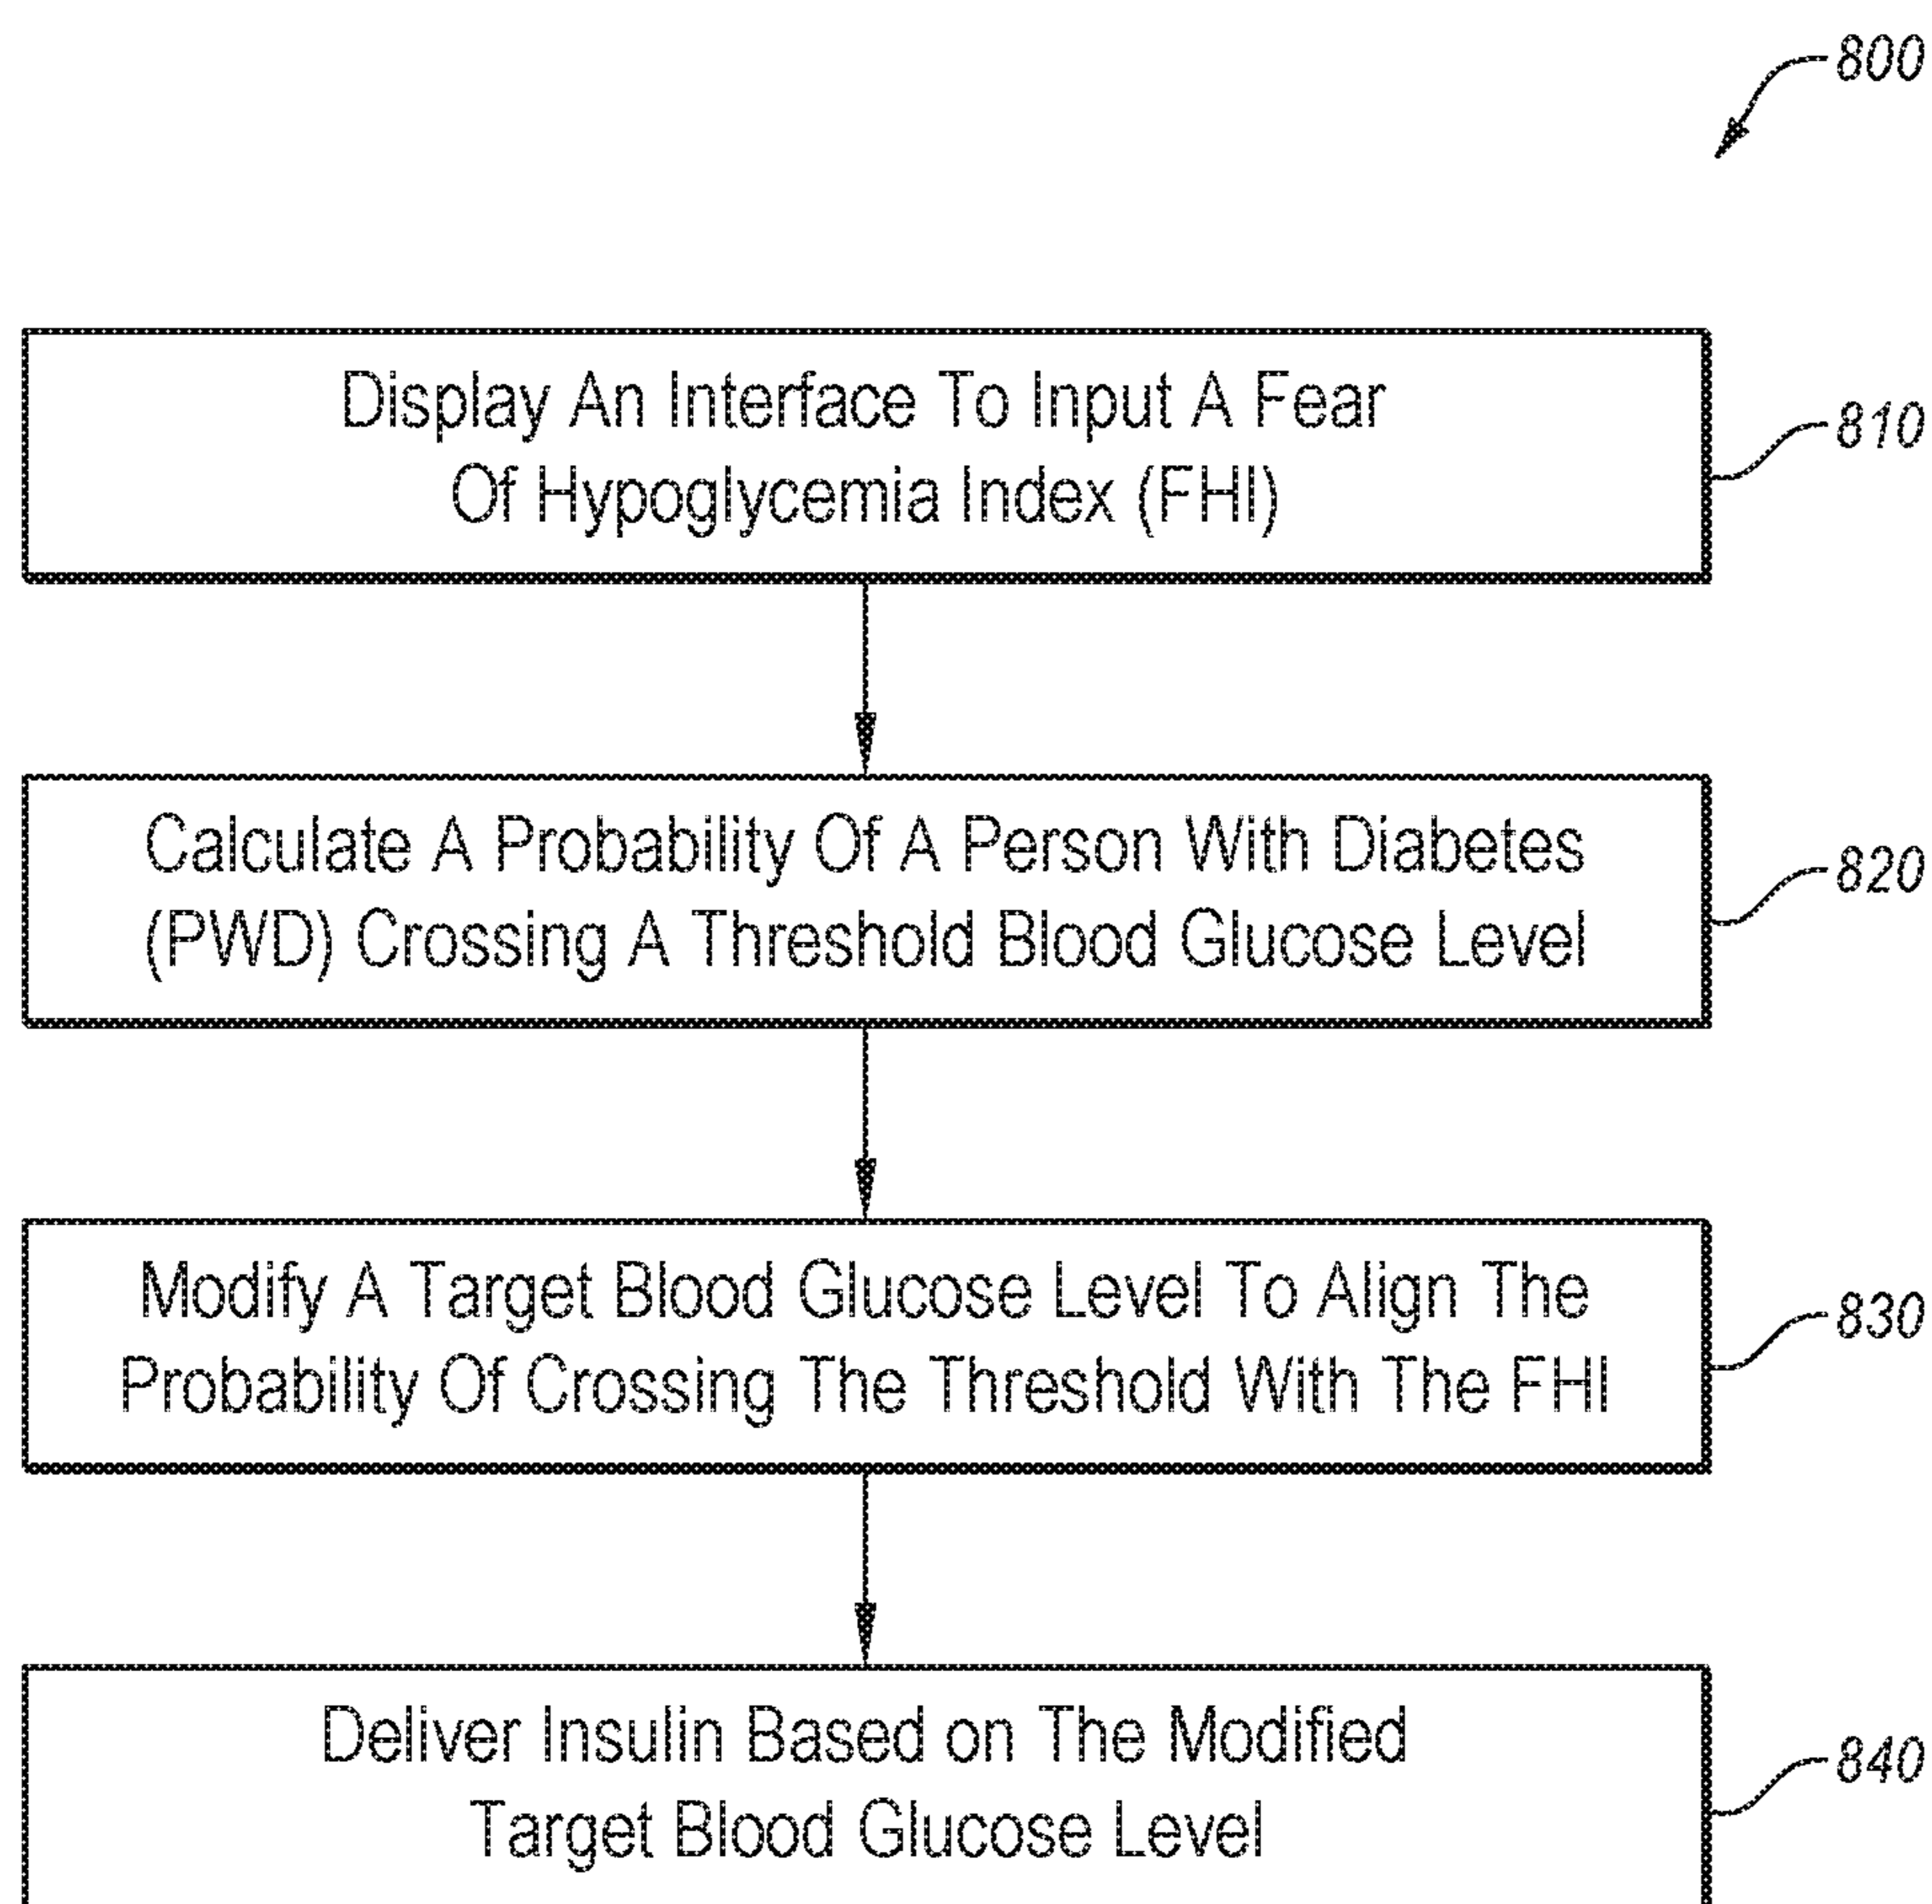 800
Display An Interface To Input A Fear
Of Hypoglycemia Index (FHI)
810
Calculate A Probability Of A Person With Diabetes
(PWD) Crossing A Threshold Blood Glucose Level
820
Modify A Target Blood Glucose Level To Align The
Probability Of Crossing The Threshold With The FHI
830
Deliver Insulin Based on The Modified
Target Blood Glucose Level
840